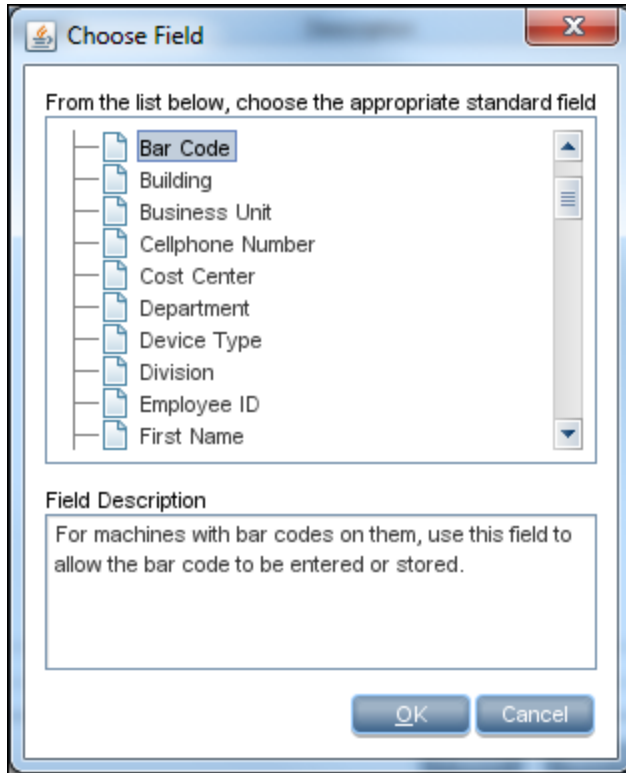 Choose Field
From the list below, choose the appropriate standard field
Bar Code
Building
Business Unit
Cellphone Number
Cost Center
Department
Device Type
Division
Employee ID
First Name
Field Description
For machines with bar codes on them, use this field to
allow the bar code to be entered or stored.
OK Cancel